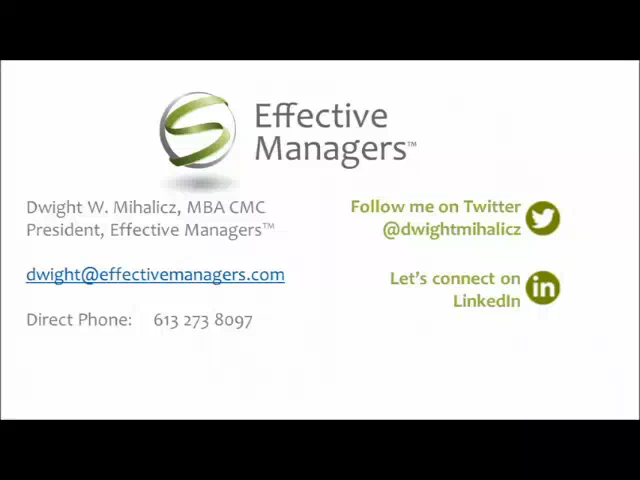 Effective
Managers™
Dwight W. Mihalicz, MBA CMC
President, Effective Managers™
dwight@effectivemanagers.com
Direct Phone: 613 273 8097
Follow me on Twitter
@dwightmihalicz
Let's connect on
LinkedIn
in